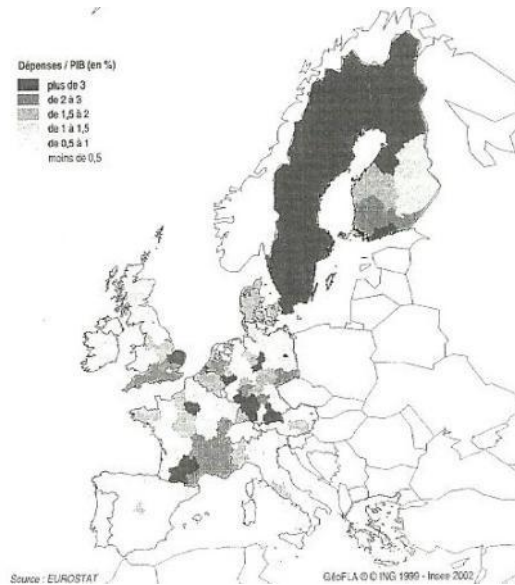 Dépenses / PIB (en %)
plus de 3
de 2 à 3
de 1,5 à 2
de 1 à 1,5
de 0,5 à 1
moins de 0,5
Source : EUROSTAT
GéoFLA © © ING 1999 - Insee 2002